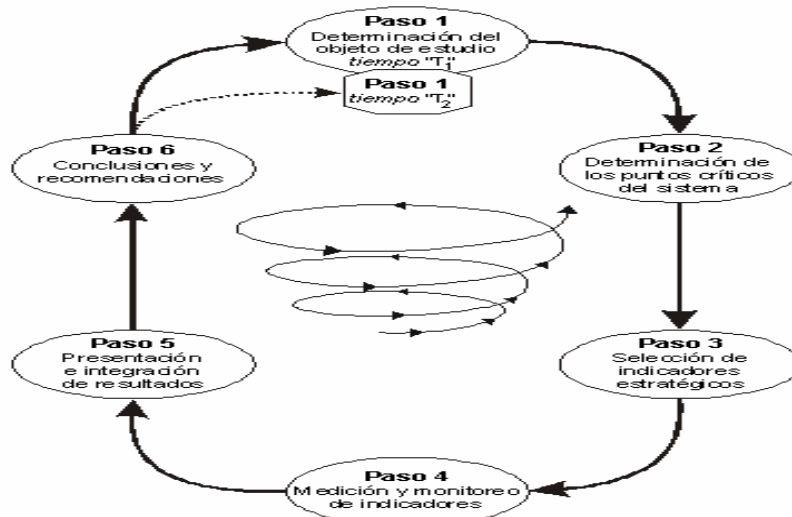 Paso 1
Determinación del
objeto de estudio
tiempo "T₁"
Paso 1
tiempo "T₂"
Paso 2
Determinación de
los puntos críticos
del sistema
Paso 3
Selección de
indicadores
estratégicos
Paso 4
Medición y monitoreo
de indicadores
Paso 5
Presentación
e integración
de resultados
Paso 6
Conclusiones y
recomendaciones